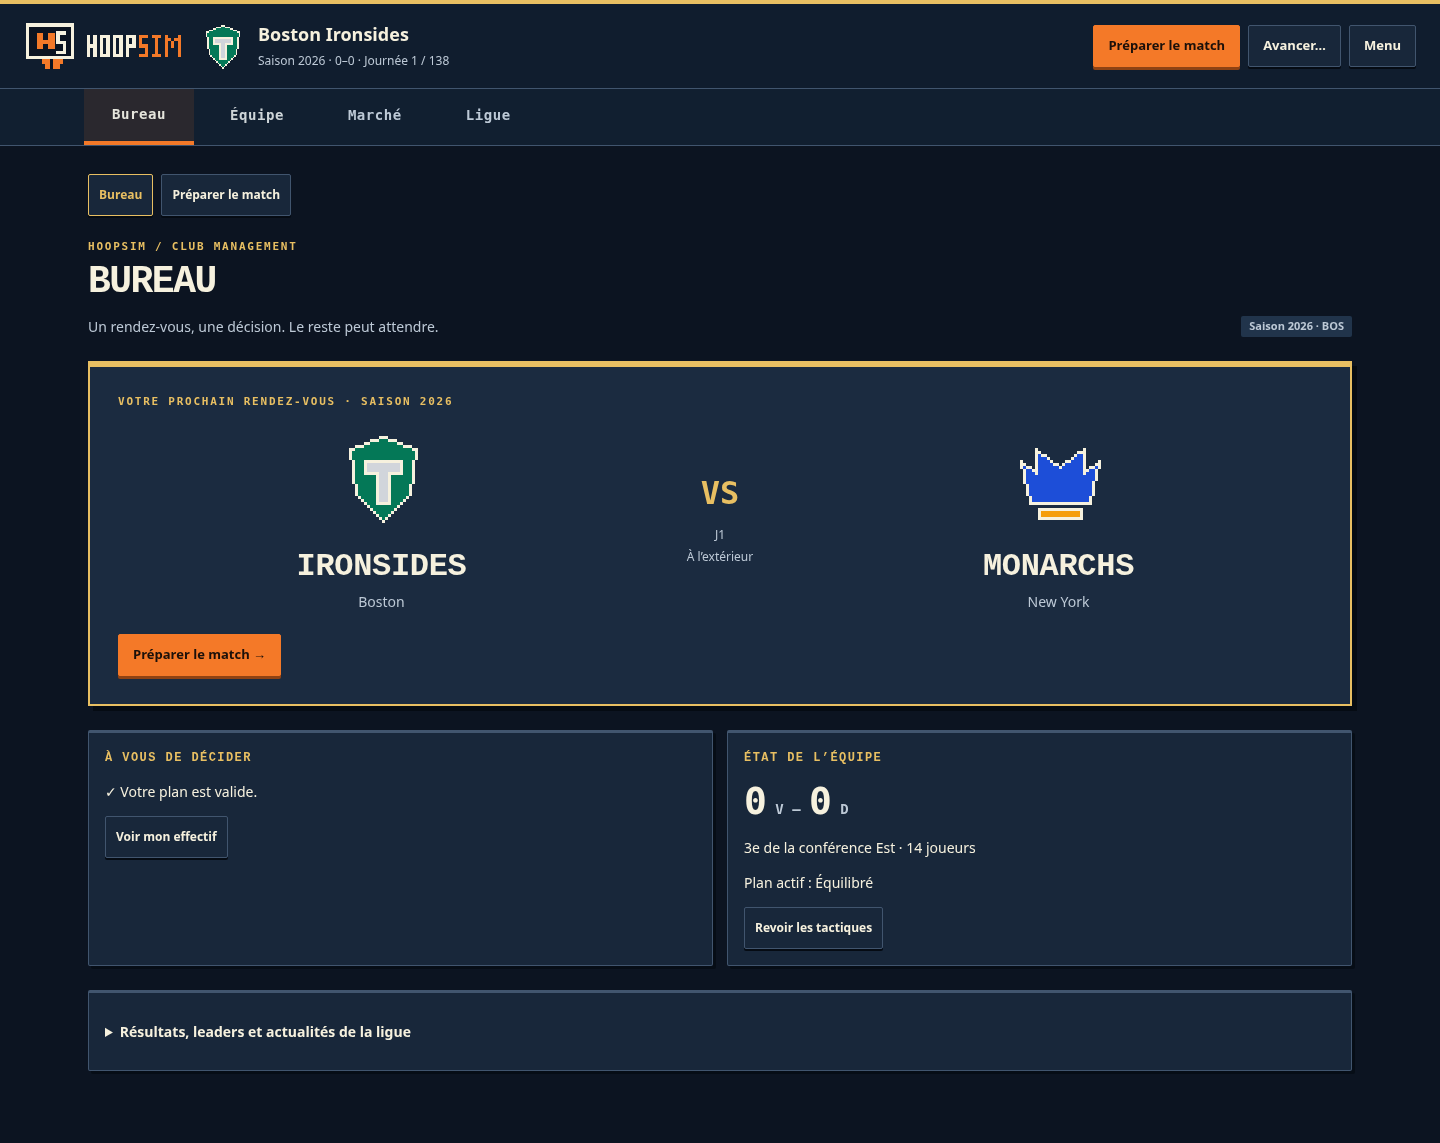 HS HOOPSIM
Boston Ironsides
Saison 2026 · 0–0 · Journée 1 / 138
Préparer le match
Avancer...
Menu
Bureau
Équipe
Marché
Ligue
Bureau
Préparer le match
HOOPSIM / CLUB MANAGEMENT
BUREAU
Un rendez-vous, une décision. Le reste peut attendre.
Saison 2026 · BOS
VOTRE PROCHAIN RENDEZ-VOUS · SAISON 2026
T
IRONSIDES
Boston
VS
J1
À l’extérieur
MONARCHS
New York
Préparer le match →
À VOUS DE DÉCIDER
✓ Votre plan est valide.
Voir mon effectif
ÉTAT DE L’ÉQUIPE
0 V – 0 D
3e de la conférence Est · 14 joueurs
Plan actif : Équilibré
Revoir les tactiques
Résultats, leaders et actualités de la ligue